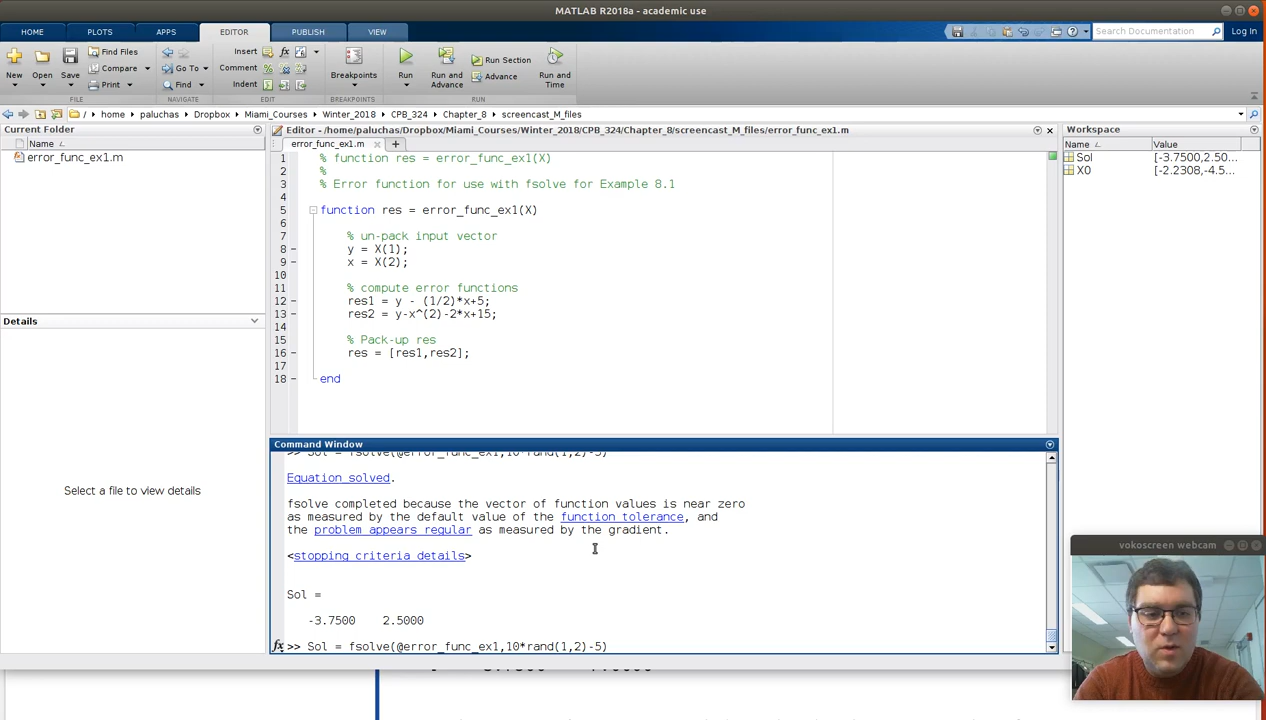 MATLAB R2018a - academic use
HOME PLOTS APPS EDITOR PUBLISH VIEW Search Documentation Log In
New Open Save Find Files Compare Print Go To Find Insert Comment Indent Breakpoints Run Run and Advance Run Section Advance Run and Time
FILE NAVIGATE EDIT BREAKPOINTS RUN
/ home paluchas Dropbox Miami_Courses Winter_2018 CPB_324 Chapter_8 screencast_M_files
Current Folder
Name
error_func_ex1.m
Details
Select a file to view details
Editor - /home/paluchas/Dropbox/Miami_Courses/Winter_2018/CPB_324/Chapter_8/screencast_M_files/error_func_ex1.m
error_func_ex1.m
1 % function res = error_func_ex1(X)
2 %
3 % Error function for use with fsolve for Example 8.1
4
5 function res = error_func_ex1(X)
6
7 % un-pack input vector
8 y = X(1);
9 x = X(2);
10
11 % compute error functions
12 res1 = y - (1/2)*x+5;
13 res2 = y-x^(2)-2*x+15;
14
15 % Pack-up res
16 res = [res1,res2];
17
18 end
Command Window
>> Sol = fsolve(@error_func_ex1,10*rand(1,2)-5)
Equation solved.
fsolve completed because the vector of function values is near zero
as measured by the default value of the function tolerance, and
the problem appears regular as measured by the gradient.
<stopping criteria details>
Sol =
-3.7500 2.5000
fx >> Sol = fsolve(@error_func_ex1,10*rand(1,2)-5)
Workspace
Name Value
Sol [-3.7500,2.50...
X0 [-2.2308,-4.5...
vokoscreen webcam